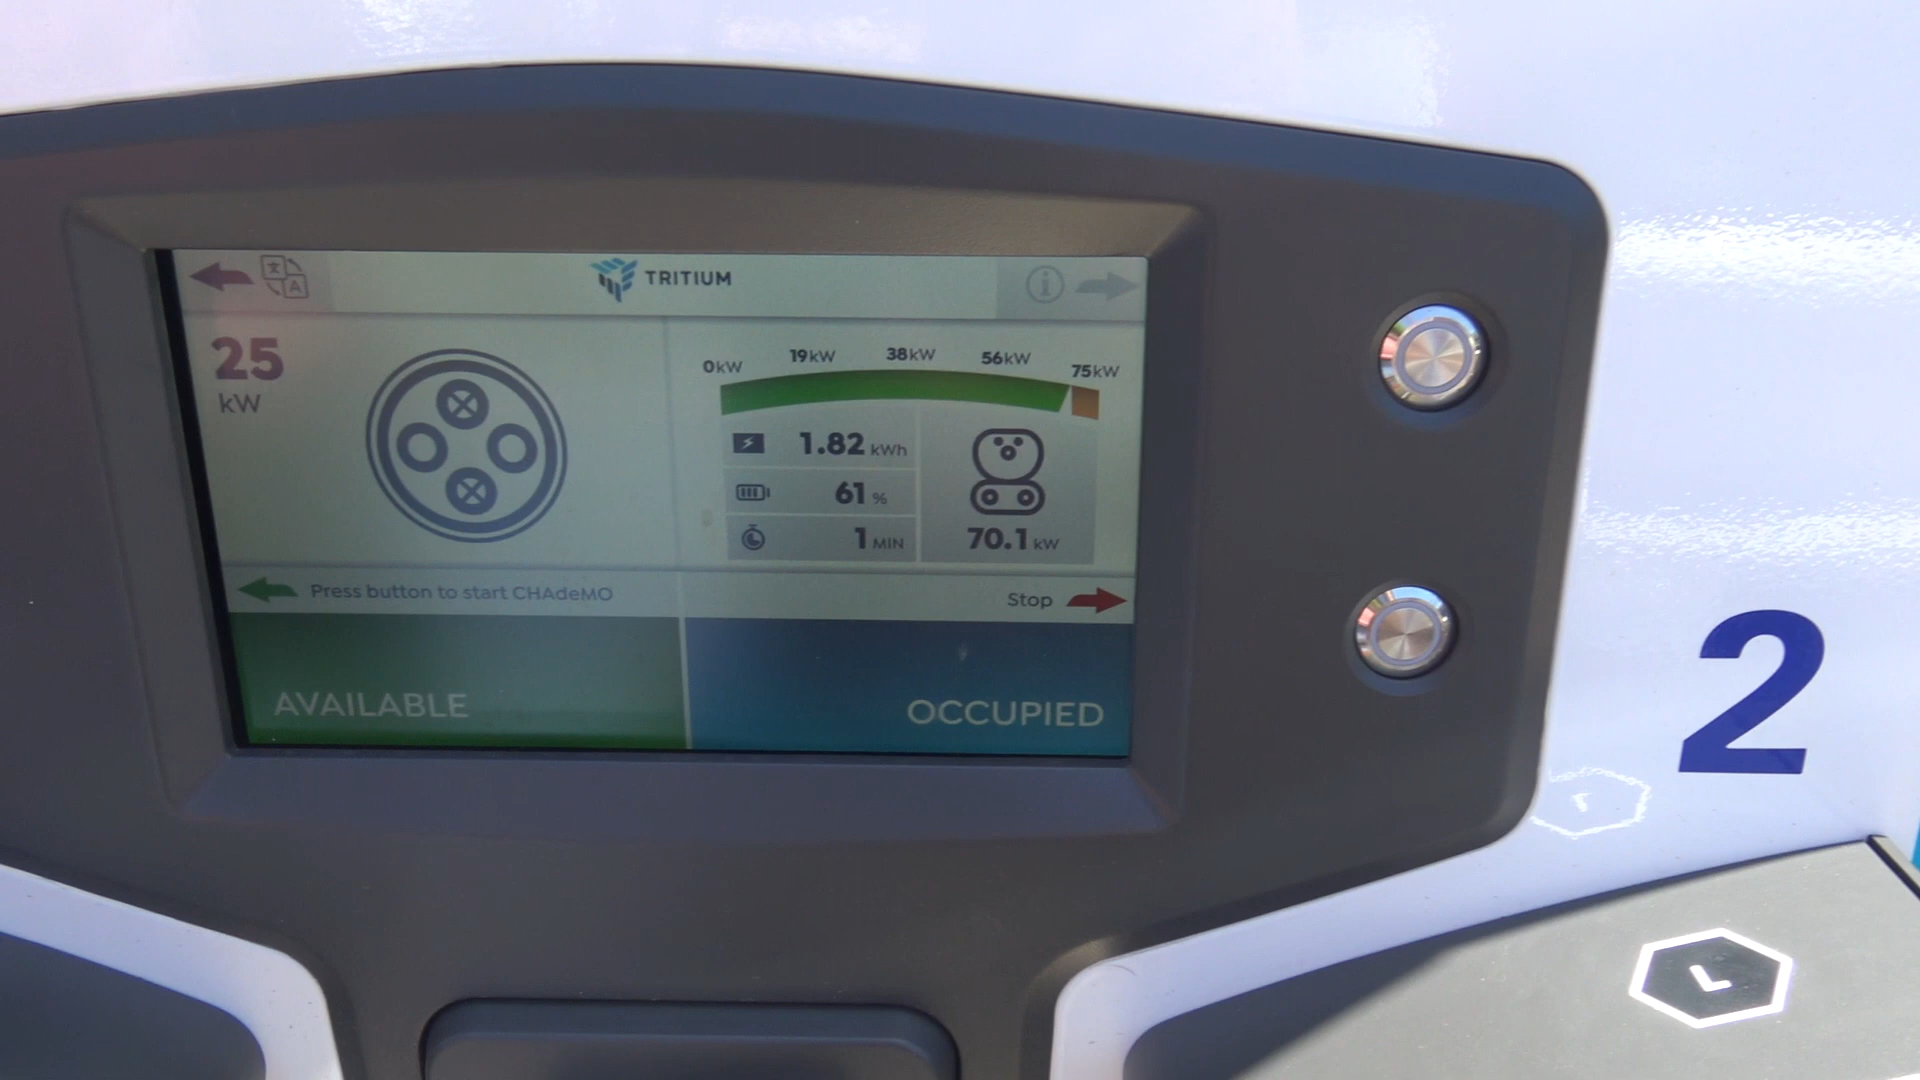 文
A
TRITIUM
i
25
kW
0kW 19kW 38kW 56kW 75kW
1.82 kWh
61 %
1 MIN
70.1 kW
Press button to start CHAdeMO
Stop
AVAILABLE
OCCUPIED
2